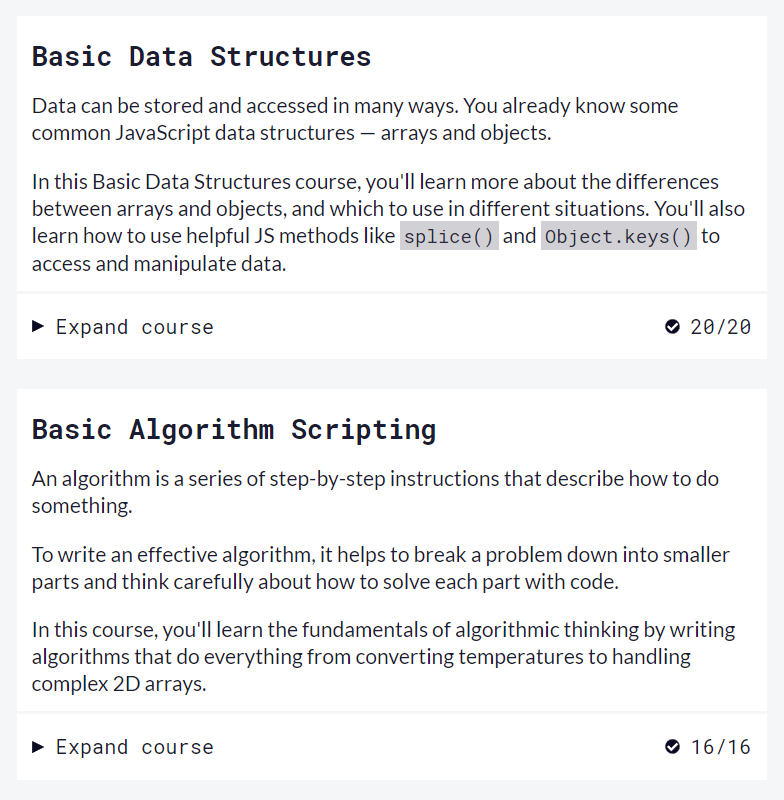 Basic Data Structures
Data can be stored and accessed in many ways. You already know some
common JavaScript data structures — arrays and objects.
In this Basic Data Structures course, you'll learn more about the differences
between arrays and objects, and which to use in different situations. You'll also
learn how to use helpful JS methods like splice() and Object.keys() to
access and manipulate data.
Expand course 20/20
Basic Algorithm Scripting
An algorithm is a series of step-by-step instructions that describe how to do
something.
To write an effective algorithm, it helps to break a problem down into smaller
parts and think carefully about how to solve each part with code.
In this course, you'll learn the fundamentals of algorithmic thinking by writing
algorithms that do everything from converting temperatures to handling
complex 2D arrays.
Expand course 16/16